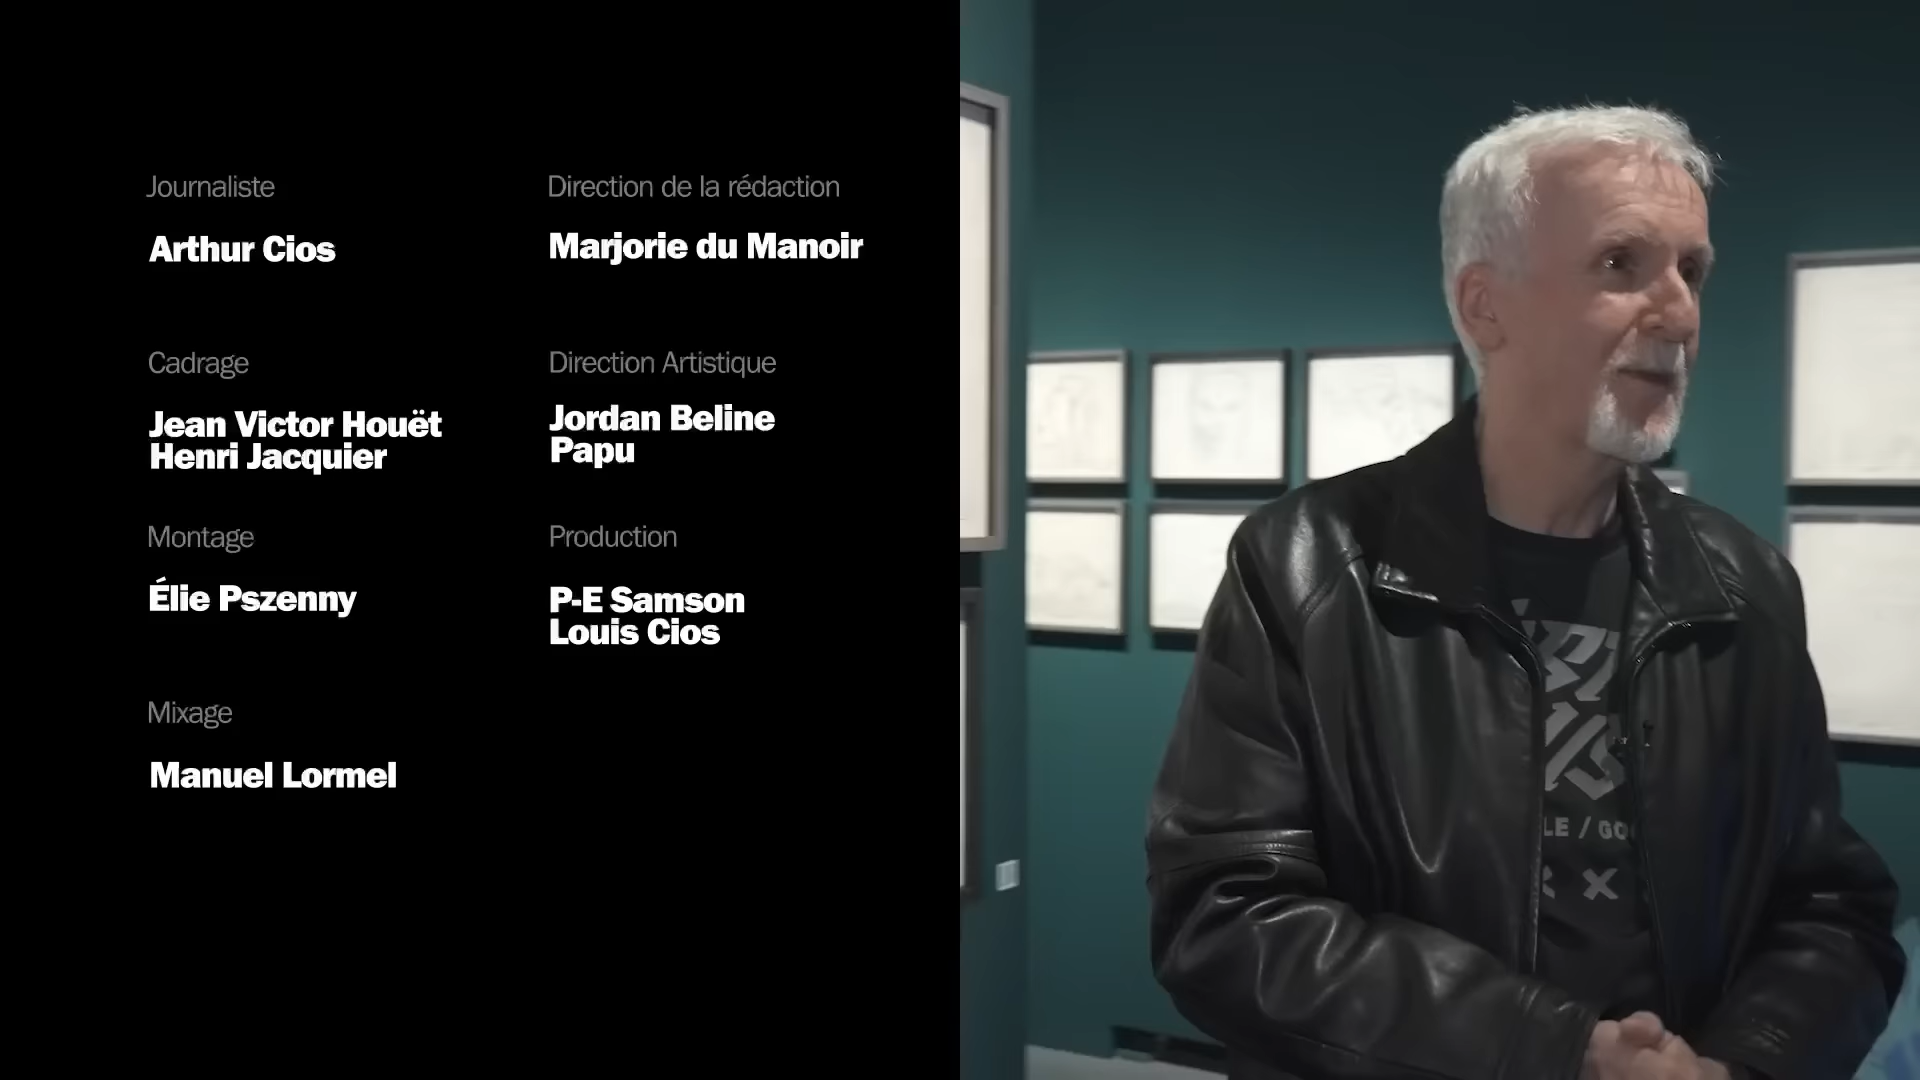 Journaliste
Arthur Cios
Cadrage
Jean Victor Houët
Henri Jacquier
Montage
Élie Pszenny
Mixage
Manuel Lormel
Direction de la rédaction
Marjorie du Manoir
Direction Artistique
Jordan Beline
Papu
Production
P-E Samson
Louis Cios